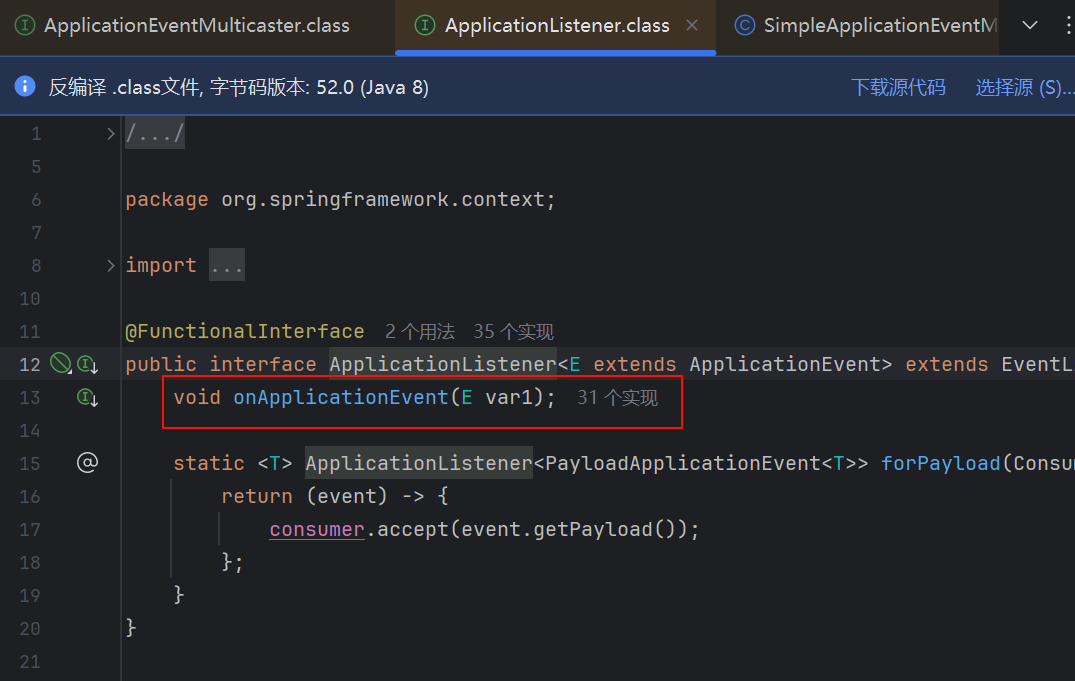 ApplicationEventMulticaster.class ApplicationListener.class SimpleApplicationEventM
反编译 .class文件, 字节码版本: 52.0 (Java 8) 下载源代码 选择源 (S)...
1 /.../
5
6 package org.springframework.context;
7
8 import ...
10
11 @FunctionalInterface 2 个用法 35 个实现
12 public interface ApplicationListener<E extends ApplicationEvent> extends EventL
13 void onApplicationEvent(E var1); 31 个实现
14
15 @ static <T> ApplicationListener<PayloadApplicationEvent<T>> forPayload(Consu
16 return (event) -> {
17 consumer.accept(event.getPayload());
18 };
19 }
20 }
21